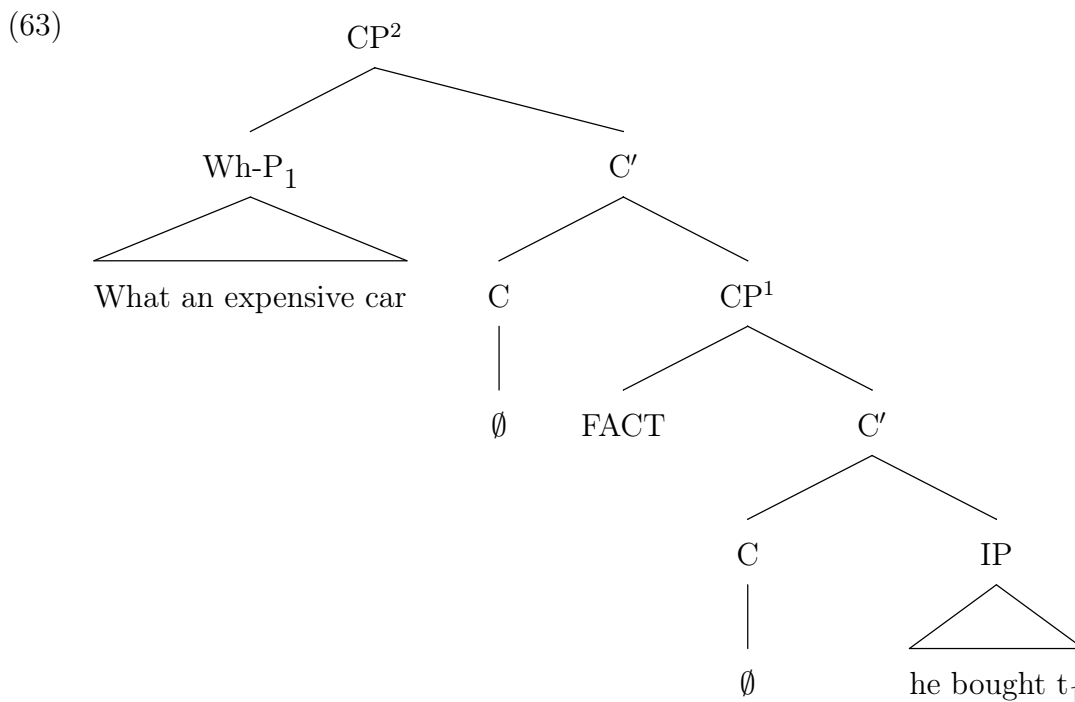 (63)
CP²
Wh-P₁ C′
What an expensive car C CP¹
∅ FACT C′
C IP
∅ he bought t₁